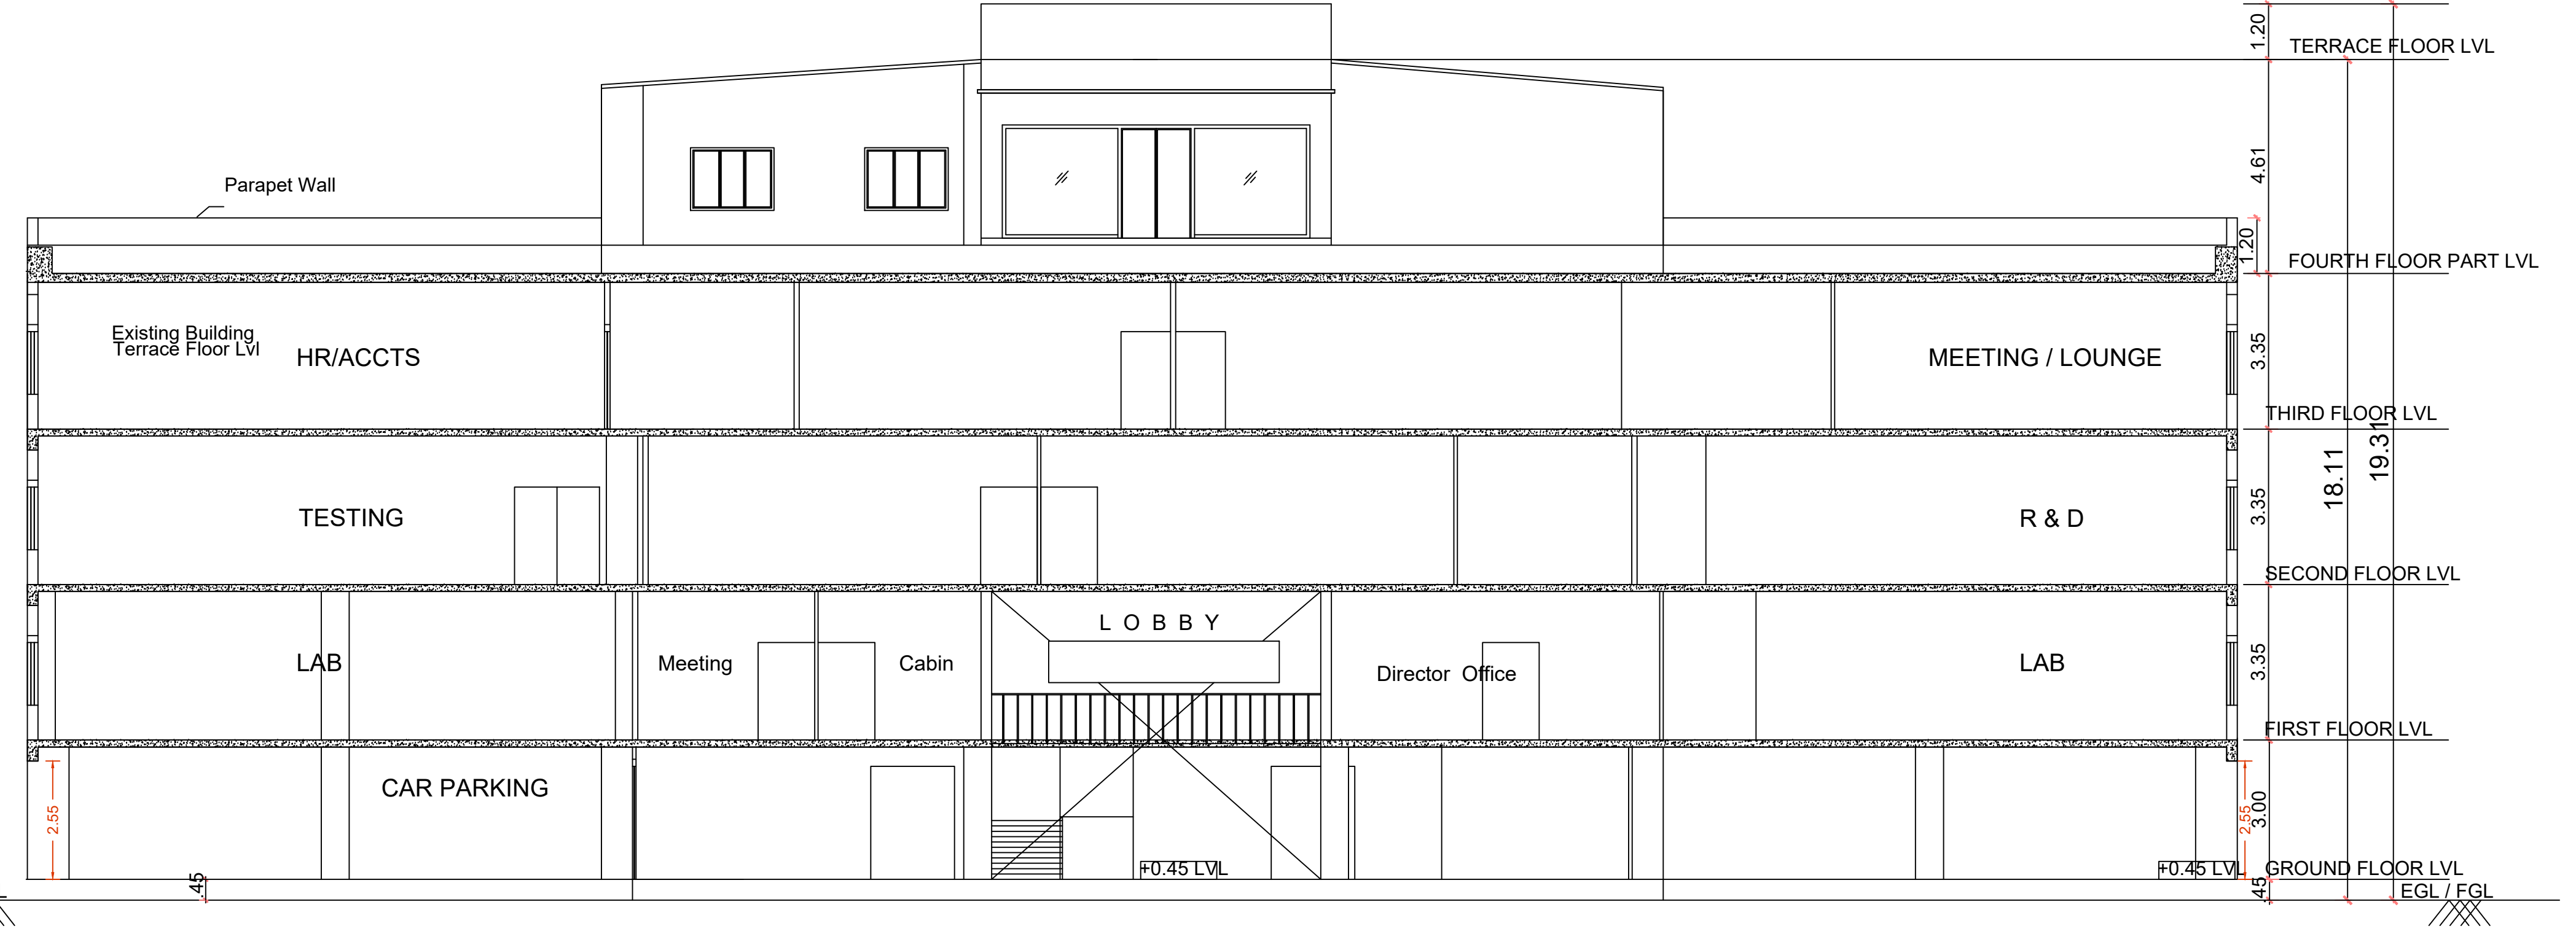 1.20
TERRACE FLOOR LVL
4.61
Parapet Wall
1.20
FOURTH FLOOR PART LVL
Existing Building
Terrace Floor Lvl
HR/ACCTS
MEETING / LOUNGE
3.35
THIRD FLOOR LVL
19.31
18.11
TESTING
R & D
3.35
SECOND FLOOR LVL
L O B B Y
LAB
Meeting
Cabin
Director Office
LAB
3.35
FIRST FLOOR LVL
CAR PARKING
2.55
2.55
3.00
+0.45 LVL
+0.45 LVL
GROUND FLOOR LVL
.45
.45
EGL / FGL